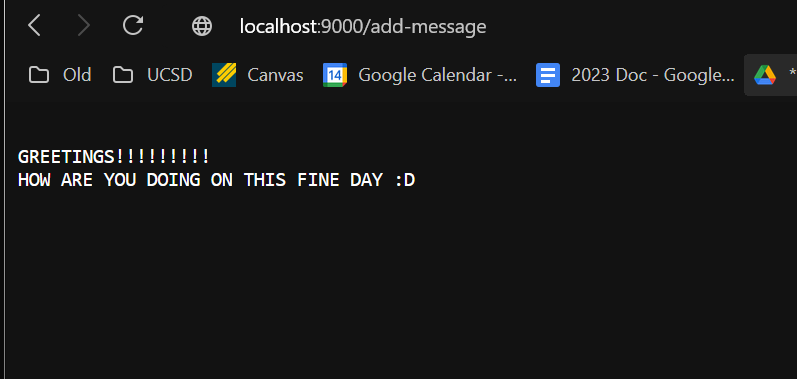 localhost:9000/add-message
Old UCSD Canvas 14 Google Calendar -... 2023 Doc - Google... *
GREETINGS!!!!!!!!!
HOW ARE YOU DOING ON THIS FINE DAY :D